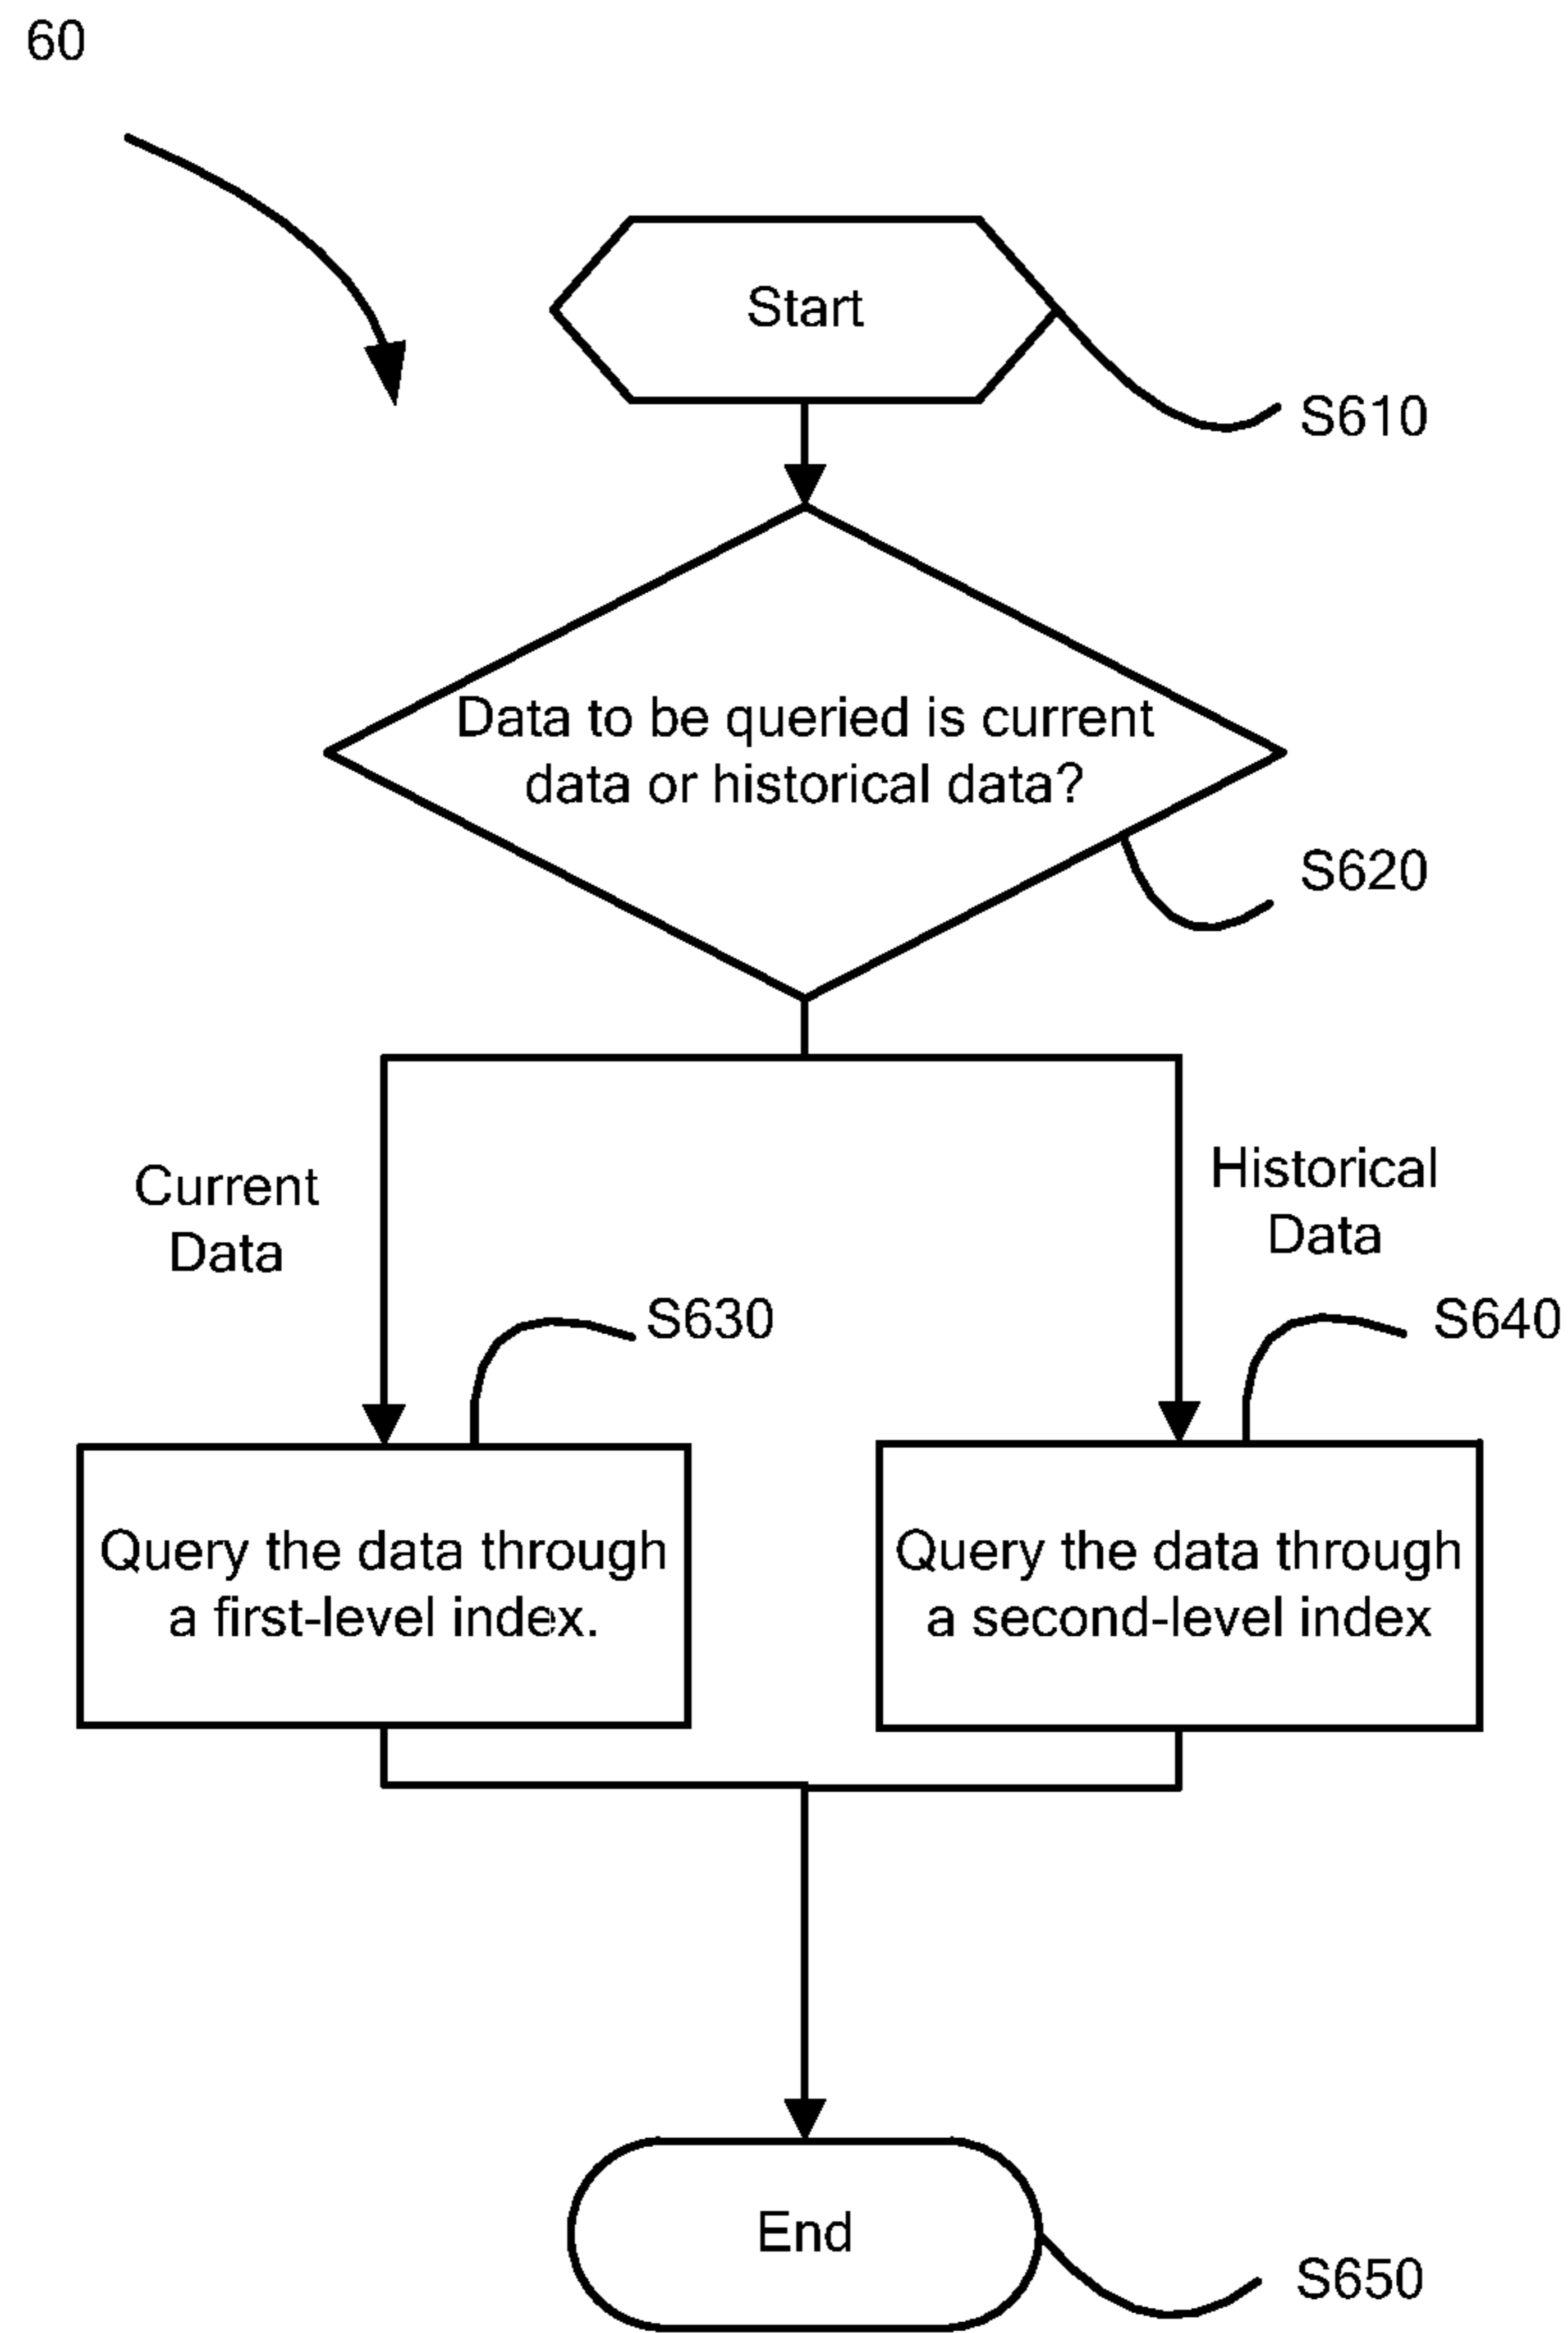 60
Start
S610
Data to be queried is current
data or historical data?
S620
Current
Data
Historical
Data
S630
S640
Query the data through
a first-level index.
Query the data through
a second-level index
End
S650